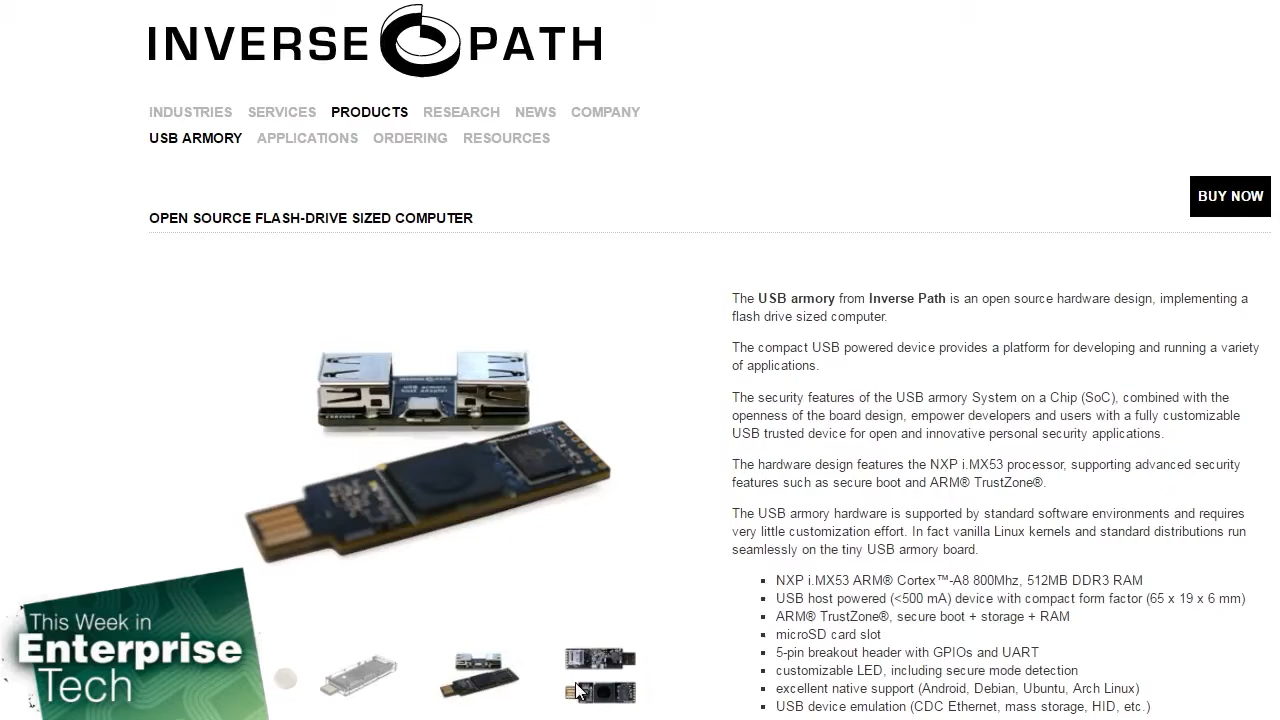 INVERSE PATH
INDUSTRIES SERVICES PRODUCTS RESEARCH NEWS COMPANY
USB ARMORY APPLICATIONS ORDERING RESOURCES
BUY NOW
OPEN SOURCE FLASH-DRIVE SIZED COMPUTER
The USB armory from Inverse Path is an open source hardware design, implementing a
flash drive sized computer.
The compact USB powered device provides a platform for developing and running a variety
of applications.
The security features of the USB armory System on a Chip (SoC), combined with the
openness of the board design, empower developers and users with a fully customizable
USB trusted device for open and innovative personal security applications.
The hardware design features the NXP i.MX53 processor, supporting advanced security
features such as secure boot and ARM® TrustZone®.
The USB armory hardware is supported by standard software environments and requires
very little customization effort. In fact vanilla Linux kernels and standard distributions run
seamlessly on the tiny USB armory board.
NXP i.MX53 ARM® Cortex™-A8 800Mhz, 512MB DDR3 RAM
USB host powered (<500 mA) device with compact form factor (65 x 19 x 6 mm)
ARM® TrustZone®, secure boot + storage + RAM
microSD card slot
5-pin breakout header with GPIOs and UART
customizable LED, including secure mode detection
excellent native support (Android, Debian, Ubuntu, Arch Linux)
USB device emulation (CDC Ethernet, mass storage, HID, etc.)
This Week in
Enterprise
Tech